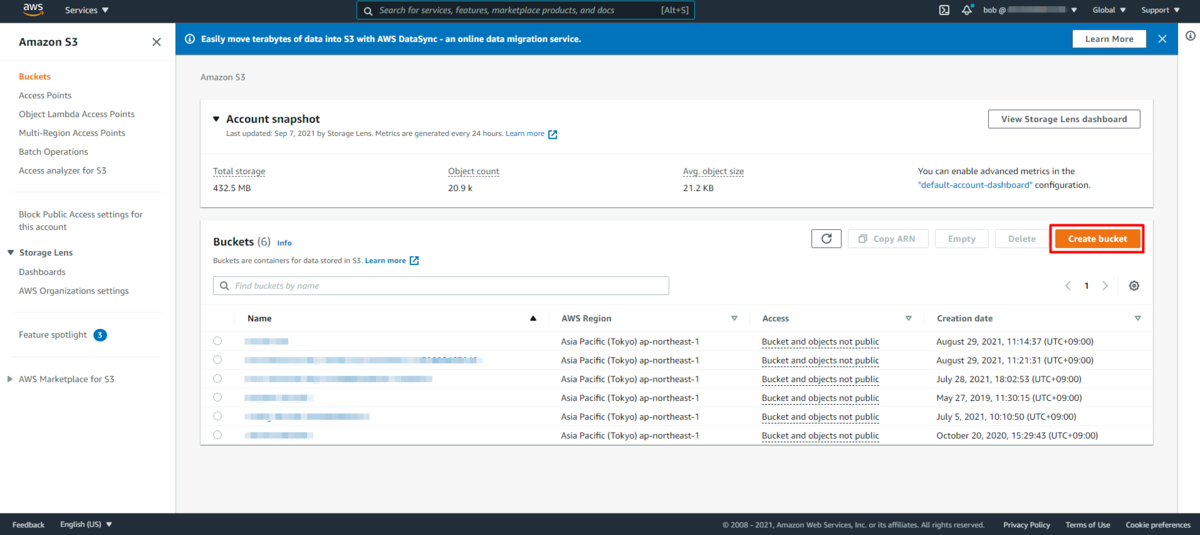 aws
Services ▼
Search for services, features, marketplace products, and docs [Alt+S]
bob @
Global ▼
Support ▼
Amazon S3
Easily move terabytes of data into S3 with AWS DataSync - an online data migration service.
Learn More
Buckets
Access Points
Object Lambda Access Points
Multi-Region Access Points
Batch Operations
Access analyzer for S3
Block Public Access settings for
this account
Storage Lens
Dashboards
AWS Organizations settings
Feature spotlight 3
AWS Marketplace for S3
Amazon S3
Account snapshot
Last updated: Sep 7, 2021 by Storage Lens. Metrics are generated every 24 hours. Learn more
View Storage Lens dashboard
Total storage
432.5 MB
Object count
20.9 k
Avg. object size
21.2 KB
You can enable advanced metrics in the
"default-account-dashboard" configuration.
Buckets (6) Info
Buckets are containers for data stored in S3. Learn more
Copy ARN
Empty
Delete
Create bucket
Find buckets by name
1
Name AWS Region Access Creation date
Asia Pacific (Tokyo) ap-northeast-1 Bucket and objects not public August 29, 2021, 11:14:37 (UTC+09:00)
Asia Pacific (Tokyo) ap-northeast-1 Bucket and objects not public August 29, 2021, 11:21:31 (UTC+09:00)
Asia Pacific (Tokyo) ap-northeast-1 Bucket and objects not public July 28, 2021, 18:02:53 (UTC+09:00)
Asia Pacific (Tokyo) ap-northeast-1 Bucket and objects not public May 27, 2019, 11:30:15 (UTC+09:00)
Asia Pacific (Tokyo) ap-northeast-1 Bucket and objects not public July 5, 2021, 10:10:50 (UTC+09:00)
Asia Pacific (Tokyo) ap-northeast-1 Bucket and objects not public October 20, 2020, 15:29:43 (UTC+09:00)
Feedback
English (US) ▼
© 2008 - 2021, Amazon Web Services, Inc. or its affiliates. All rights reserved.
Privacy Policy
Terms of Use
Cookie preferences